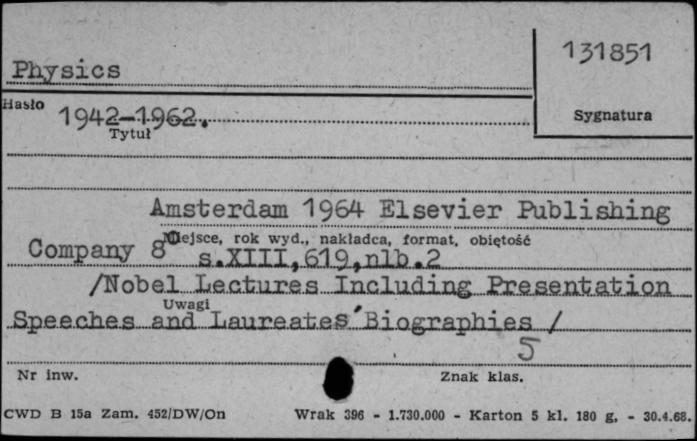 131851
Physics
Hasło
Sygnatura
1942-1962.
Tytuł
Amsterdam 1964 Elsevier Publishing
Miejsce, rok wyd., nakładca, format, objętość
Company 8° s.XIII,619,nlb.2
/Nobel Lectures Including Presentation
Uwagi
Speeches and Laureates´Biographies /
5
Nr inw. Znak klas.
CWD B 15a Zam. 452/DW/On Wrak 396 - 1.730.000 - Karton 5 kl. 180 g. - 30.4.68.